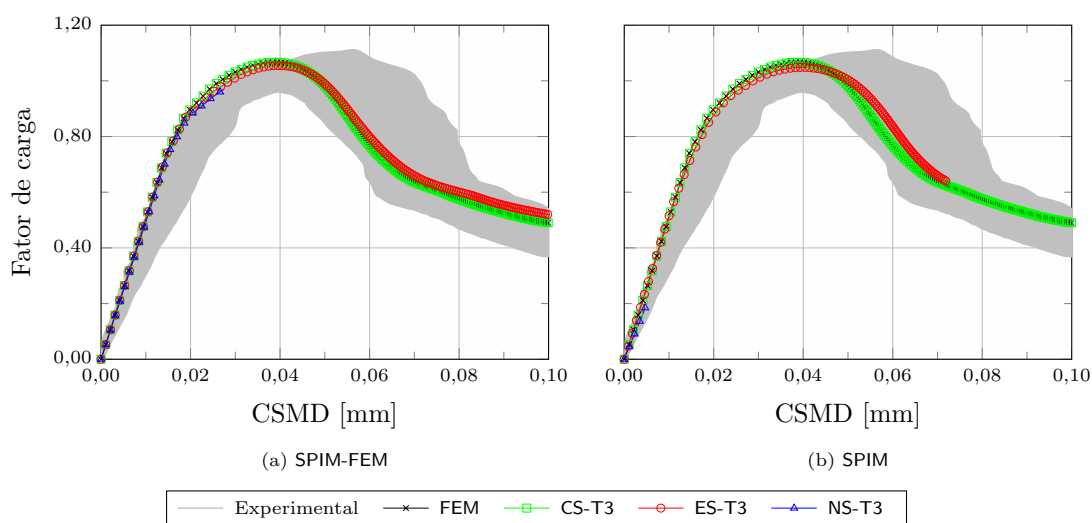 1,20
0,80
0,40
0,00
Fator de carga
0,00 0,02 0,04 0,06 0,08 0,10
CSMD [mm]
(a) SPIM-FEM
0,00 0,02 0,04 0,06 0,08 0,10
CSMD [mm]
(b) SPIM
Experimental FEM CS-T3 ES-T3 NS-T3